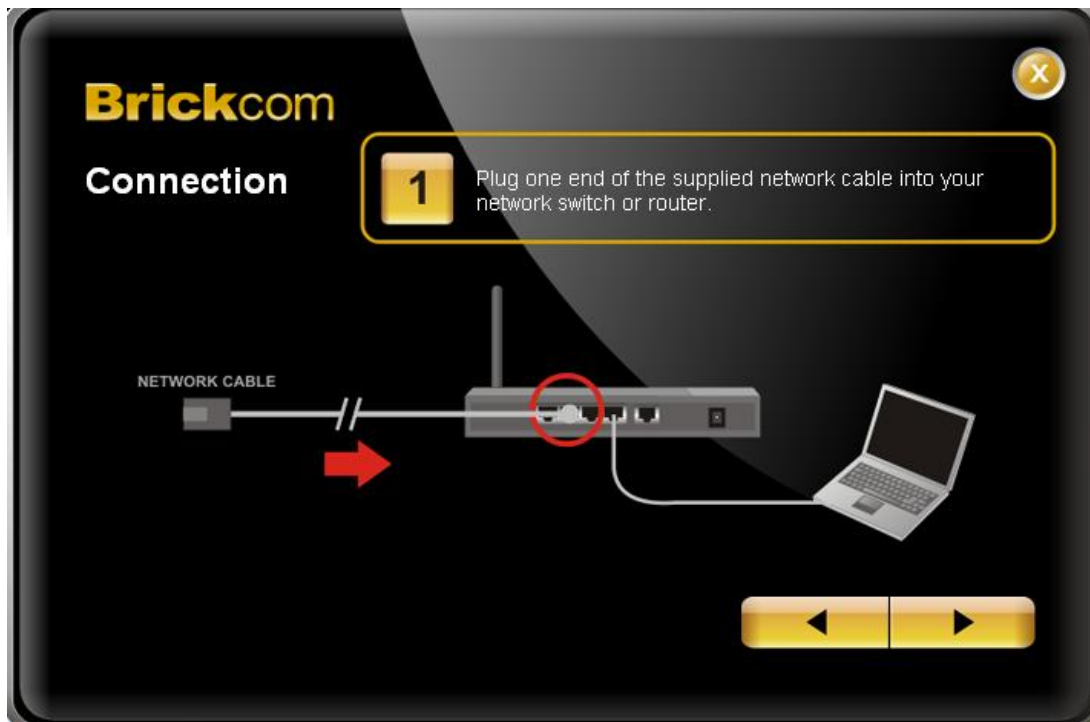 X
Brickcom
Connection
1
Plug one end of the supplied network cable into your
network switch or router.
NETWORK CABLE